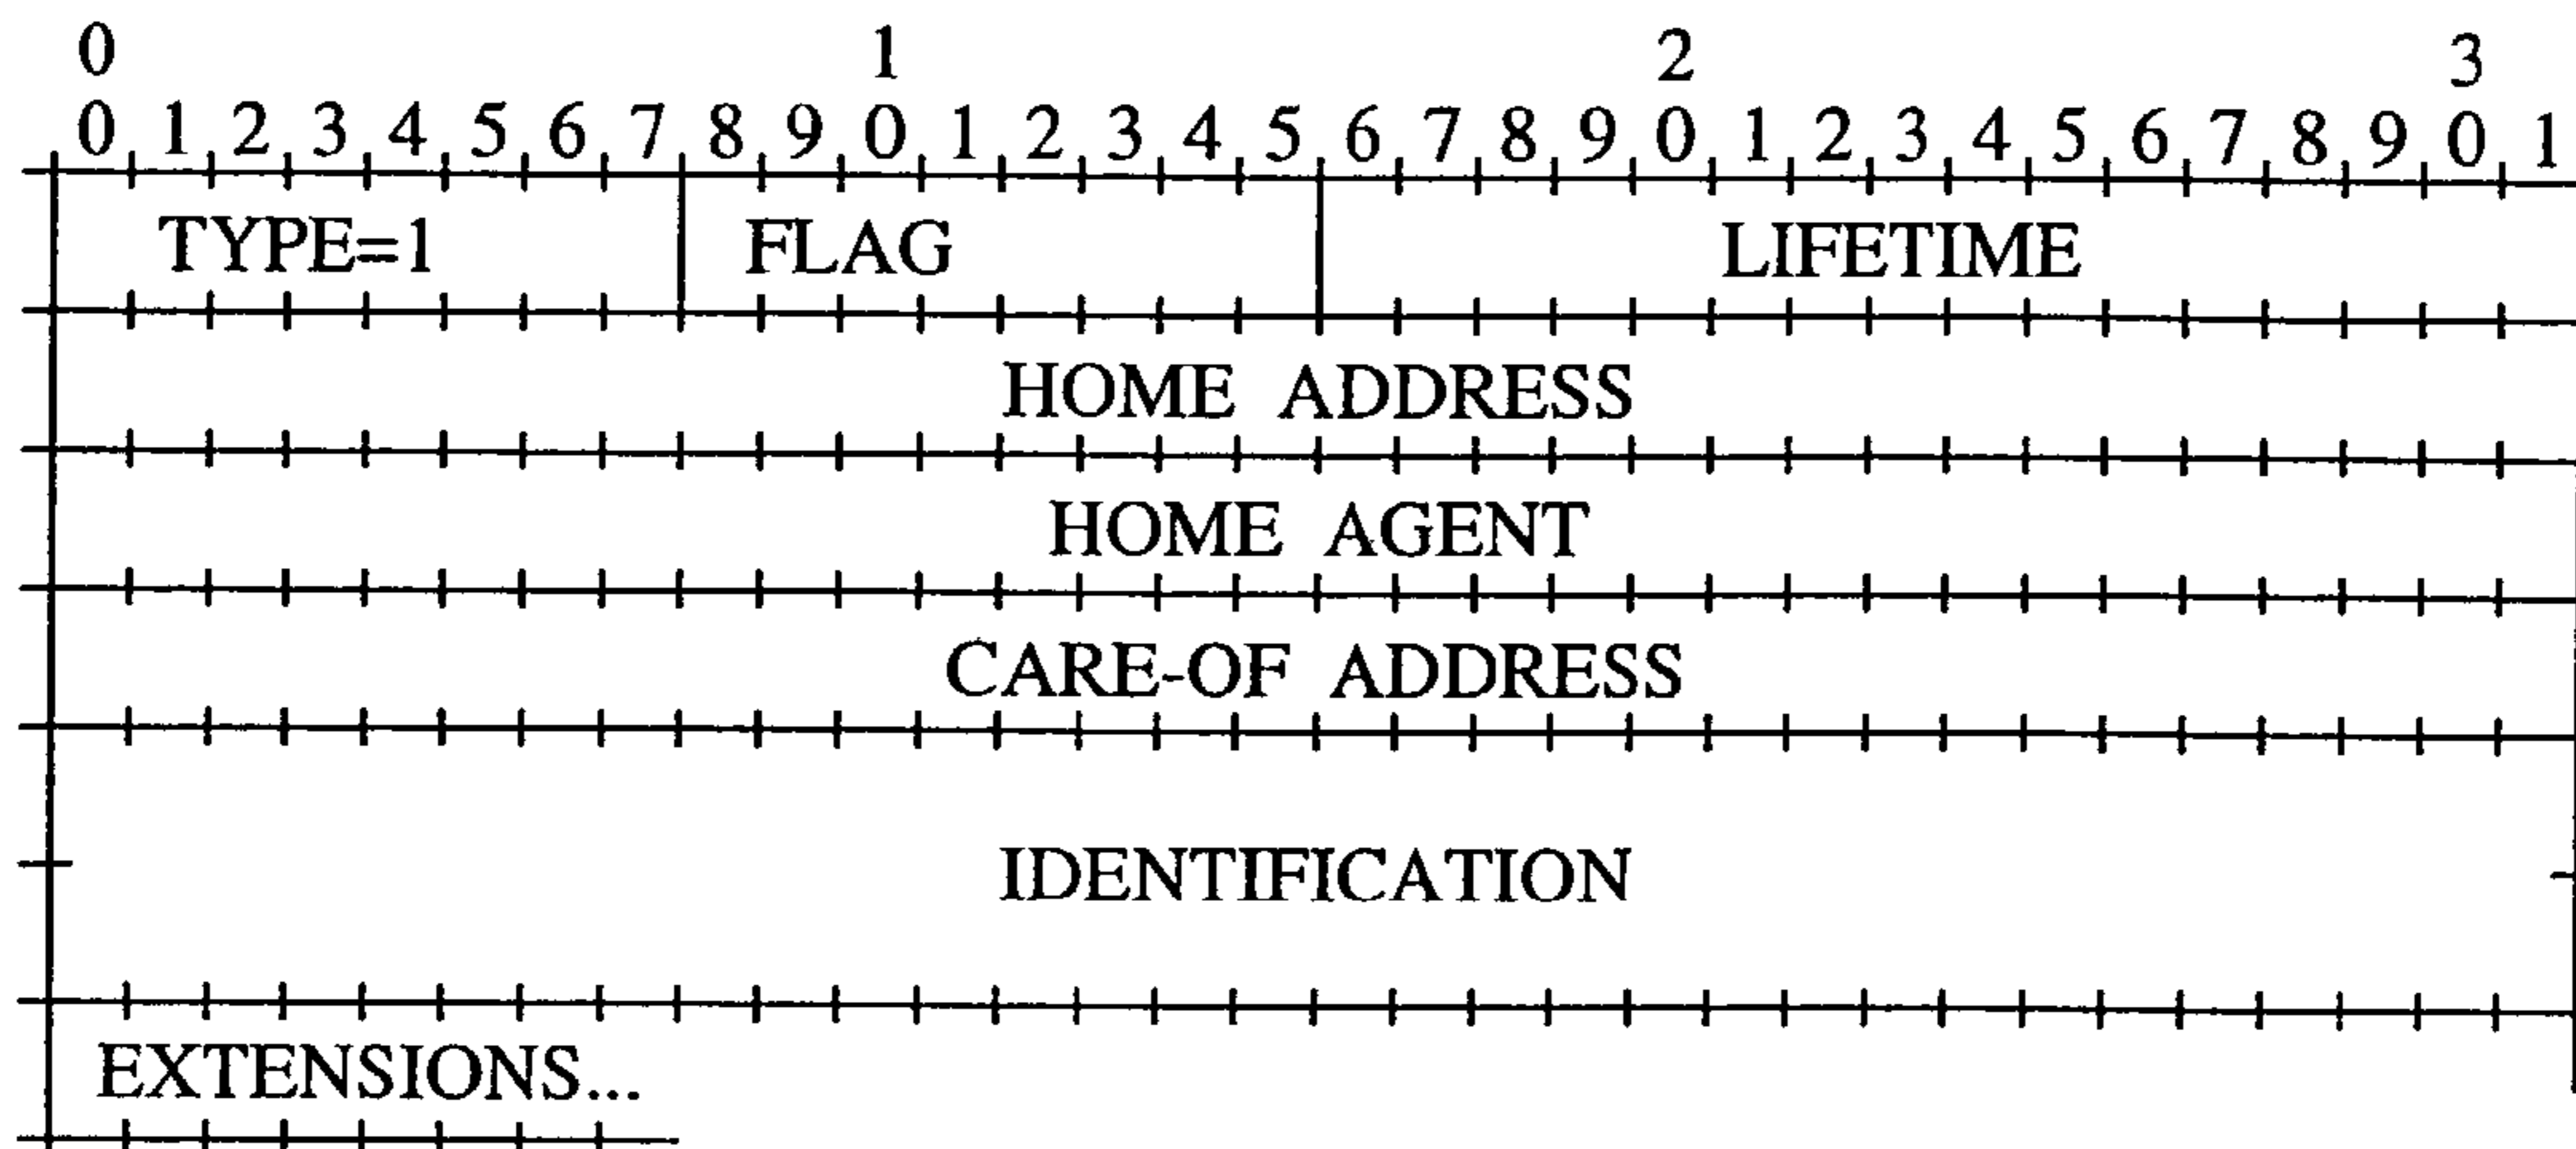 0 1 2 3
0 1 2 3 4 5 6 7 8 9 0 1 2 3 4 5 6 7 8 9 0 1 2 3 4 5 6 7 8 9 0 1
TYPE=1 FLAG LIFETIME
HOME ADDRESS
HOME AGENT
CARE-OF ADDRESS
IDENTIFICATION
EXTENSIONS...